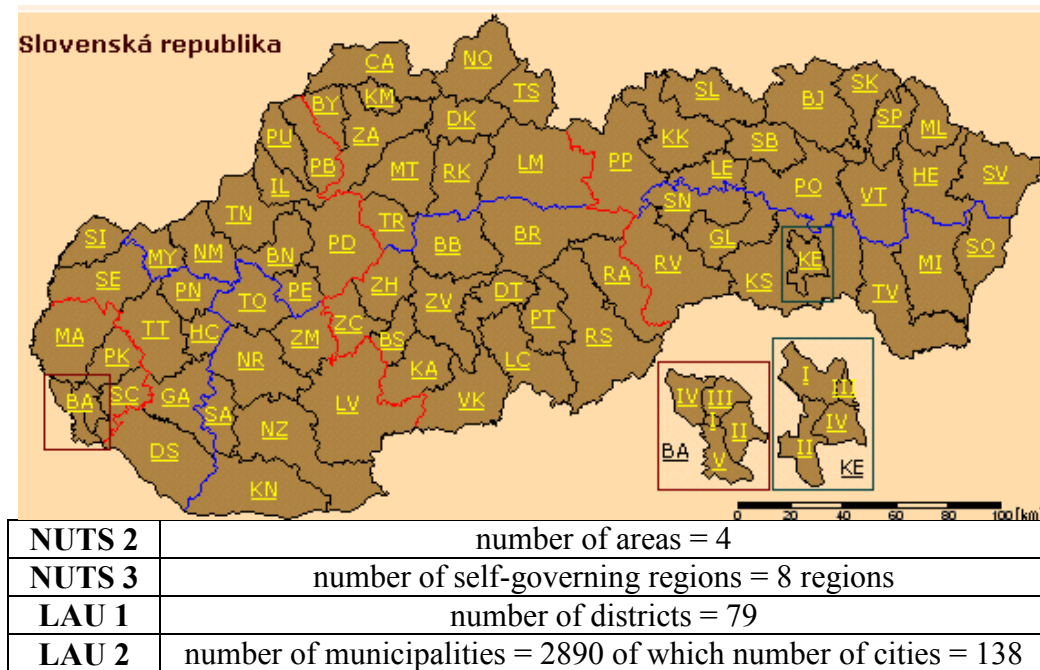 Slovenská republika
CA
NO
KM
TS
BY
DK
ZA
PU
PB
MT
RK
LM
IL
SL
SK
BJ
SP
ML
KK
SB
PP
LE
PO
HE
SV
VT
TN
TR
SN
SI
MY
NM
BN
PD
BB
BR
GL
SO
SE
PN
TO
PE
ZH
ZV
DT
RA
RV
KS
KE
MI
TV
MA
TT
HC
ZM
ZC
BS
PT
RS
PK
NR
KA
LC
BA
SC
GA
SA
NZ
LV
VK
DS
KN
IV
III
I
II
V
BA
I
III
IV
II
KE
0 20 40 60 80 100 [km]
NUTS 2 number of areas = 4
NUTS 3 number of self-governing regions = 8 regions
LAU 1 number of districts = 79
LAU 2 number of municipalities = 2890 of which number of cities = 138